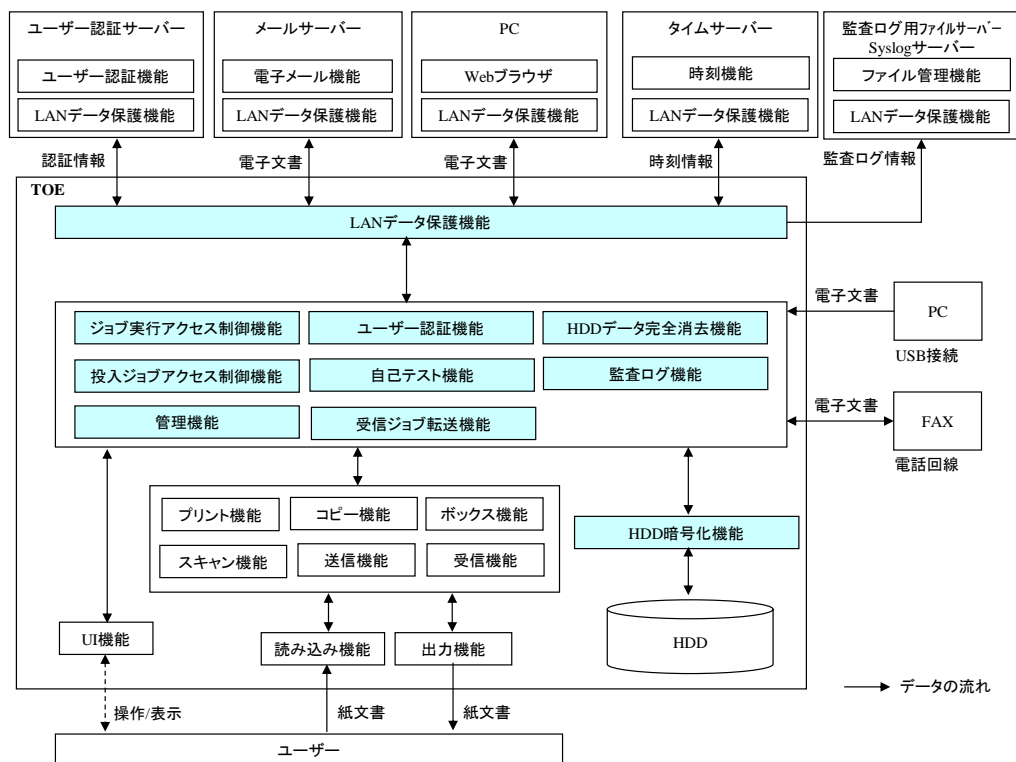 ユーザー認証サーバー
ユーザー認証機能
LANデータ保護機能
メールサーバー
電子メール機能
LANデータ保護機能
PC
Webブラウザ
LANデータ保護機能
タイムサーバー
時刻機能
LANデータ保護機能
監査ログ用ファイルサーバー
Syslogサーバー
ファイル管理機能
LANデータ保護機能
認証情報
電子文書
電子文書
時刻情報
監査ログ情報
TOE
LANデータ保護機能
ジョブ実行アクセス制御機能
ユーザー認証機能
HDDデータ完全消去機能
投入ジョブアクセス制御機能
自己テスト機能
監査ログ機能
管理機能
受信ジョブ転送機能
電子文書
PC
USB接続
電子文書
FAX
電話回線
プリント機能
コピー機能
ボックス機能
スキャン機能
送信機能
受信機能
HDD暗号化機能
HDD
UI機能
読み込み機能
出力機能
データの流れ
操作/表示
紙文書
紙文書
ユーザー